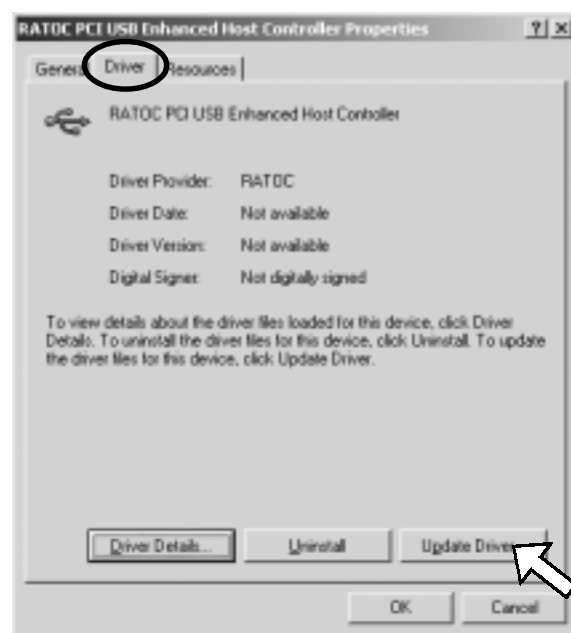 RATOC PCI USB Enhanced Host Controller Properties ? ×
General Driver Resources
RATOC PCI USB Enhanced Host Controller
Driver Provider: RATOC
Driver Date: Not available
Driver Version: Not available
Digital Signer: Not digitally signed
To view details about the driver files loaded for this device, click Driver
Details. To uninstall the driver files for this device, click Uninstall. To update
the driver files for this device, click Update Driver.
Driver Details... Uninstall Update Driver
OK Cancel